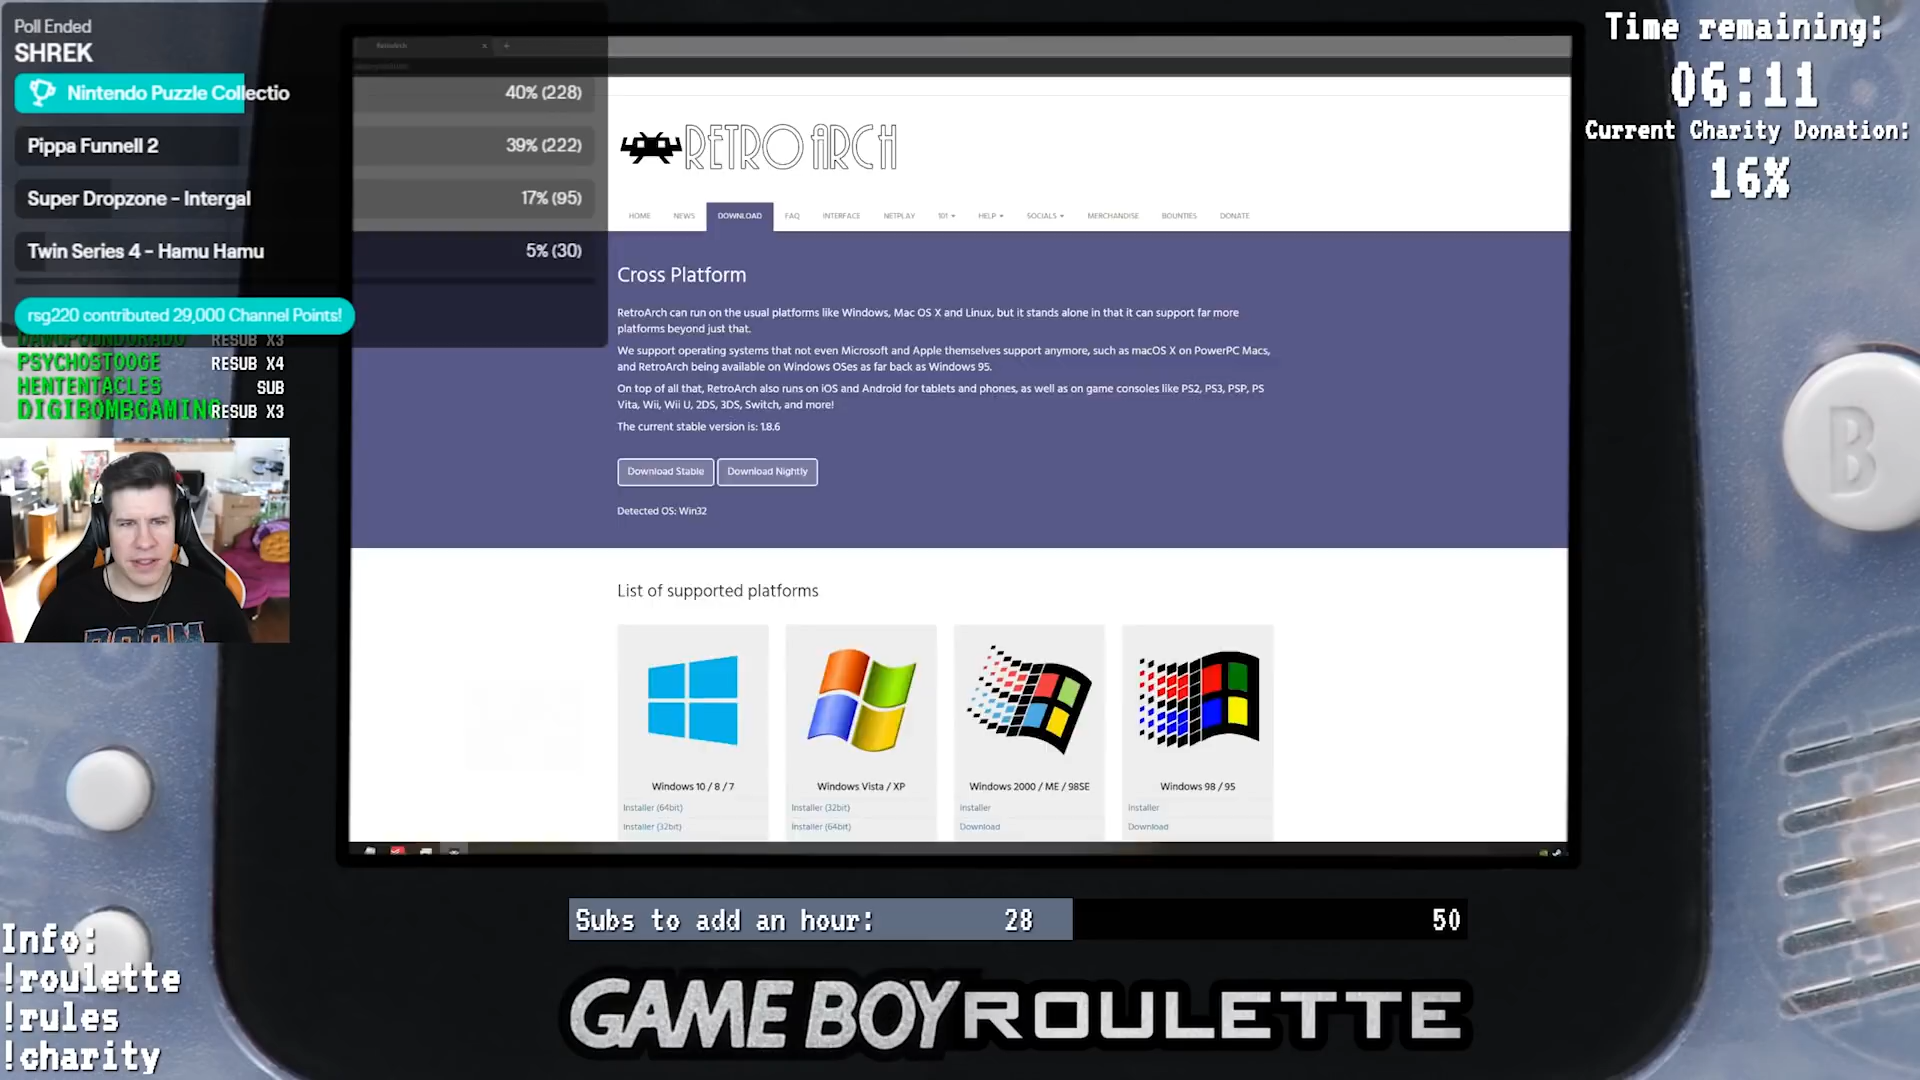 Poll Ended
SHREK
Nintendo Puzzle Collectio 40% (228)
Pippa Funnell 2 39% (222)
Super Dropzone - Intergal 17% (95)
Twin Series 4 - Hamu Hamu 5% (30)
rsg220 contributed 29,000 Channel Points!
RESUB X3
PSYCHOSTOOGE RESUB X4
HENTENTACLES SUB
DIGIBOMBGAMING RESUB X3
Time remaining:
06:11
Current Charity Donation:
16%
RetroArch
RETROARCH
HOME NEWS DOWNLOAD FAQ INTERFACE NETPLAY 101 HELP SOCIALS MERCHANDISE BOUNTIES DONATE
Cross Platform
RetroArch can run on the usual platforms like Windows, Mac OS X and Linux, but it stands alone in that it can support far more
platforms beyond just that.
We support operating systems that not even Microsoft and Apple themselves support anymore, such as macOS X on PowerPC Macs,
and RetroArch being available on Windows OSes as far back as Windows 95.
On top of all that, RetroArch also runs on iOS and Android for tablets and phones, as well as on game consoles like PS2, PS3, PSP, PS
Vita, Wii, Wii U, 2DS, 3DS, Switch, and more!
The current stable version is: 1.8.6
Download Stable Download Nightly
Detected OS: Win32
List of supported platforms
Windows 10 / 8 / 7 Windows Vista / XP Windows 2000 / ME / 98SE Windows 98 / 95
Installer (64bit) Installer (32bit) Installer Installer
Installer (32bit) Installer (64bit) Download Download
B
BOOM
Subs to add an hour: 28 50
GAME BOY ROULETTE
Info:
!roulette
!rules
!charity